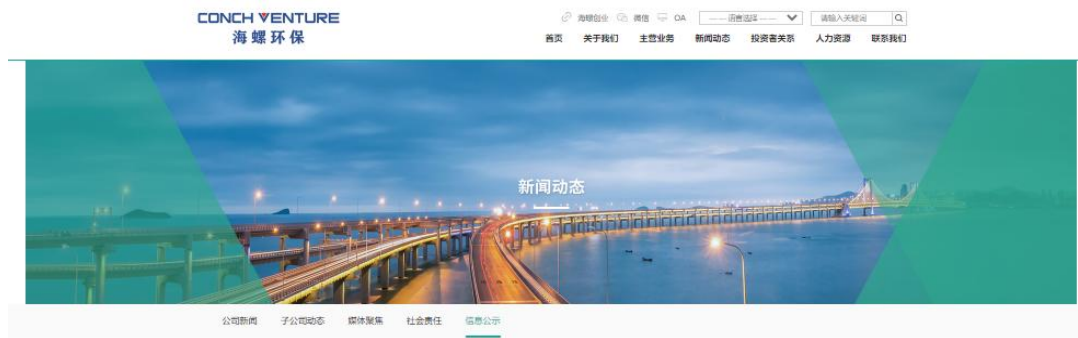 CONCH VENTURE
海螺环保
海螺创业 微信 OA ——语言选择—— 请输入关键词
首页 关于我们 主营业务 新闻动态 投资者关系 人力资源 联系我们
新闻动态
公司新闻 子公司动态 媒体聚焦 社会责任 信息公示